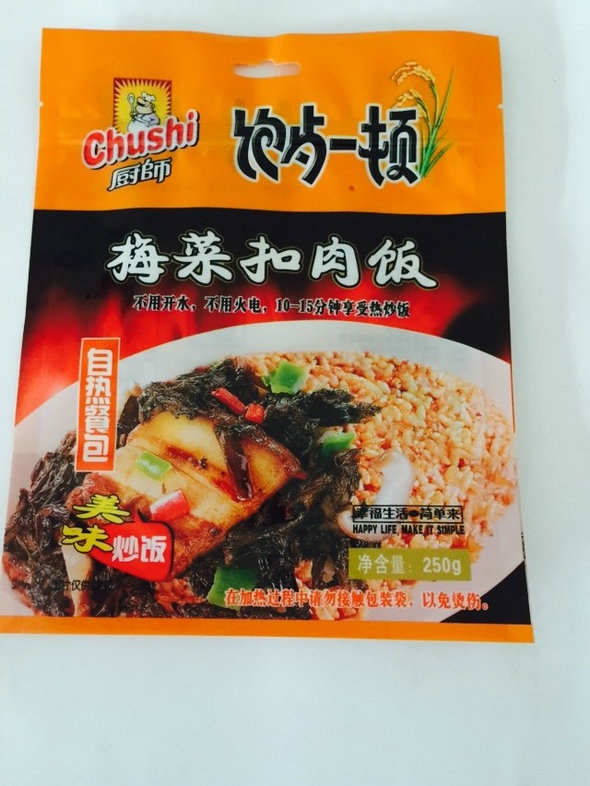 Chushi
厨師
饱岁一顿
梅菜扣肉饭
不用开水，不用火电，10-15分钟享受热炒饭
自热餐包
美味
炒饭
幸福生活 简单来
HAPPY LIFE, MAKE IT SIMPLE
净含量：250g
在加热过程中请勿接触包装袋，以免烫伤。